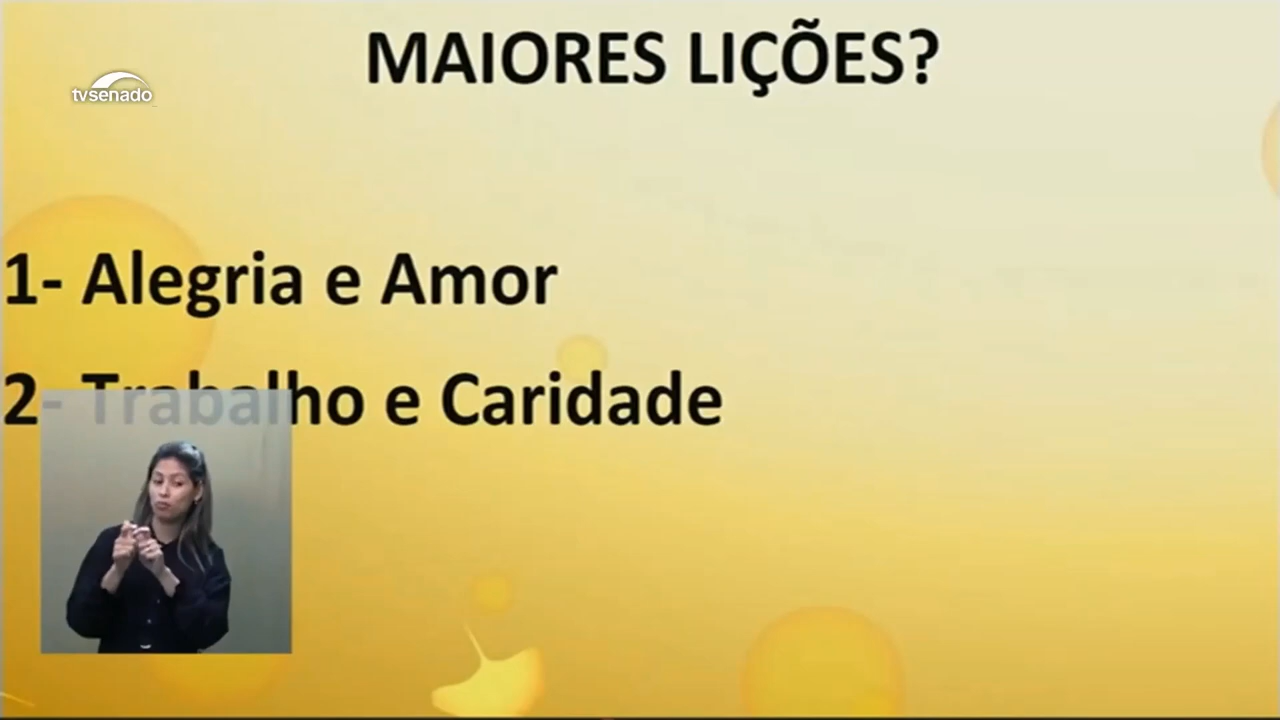 MAIORES LIÇÕES?
tvsenado
1- Alegria e Amor
2- Trabalho e Caridade